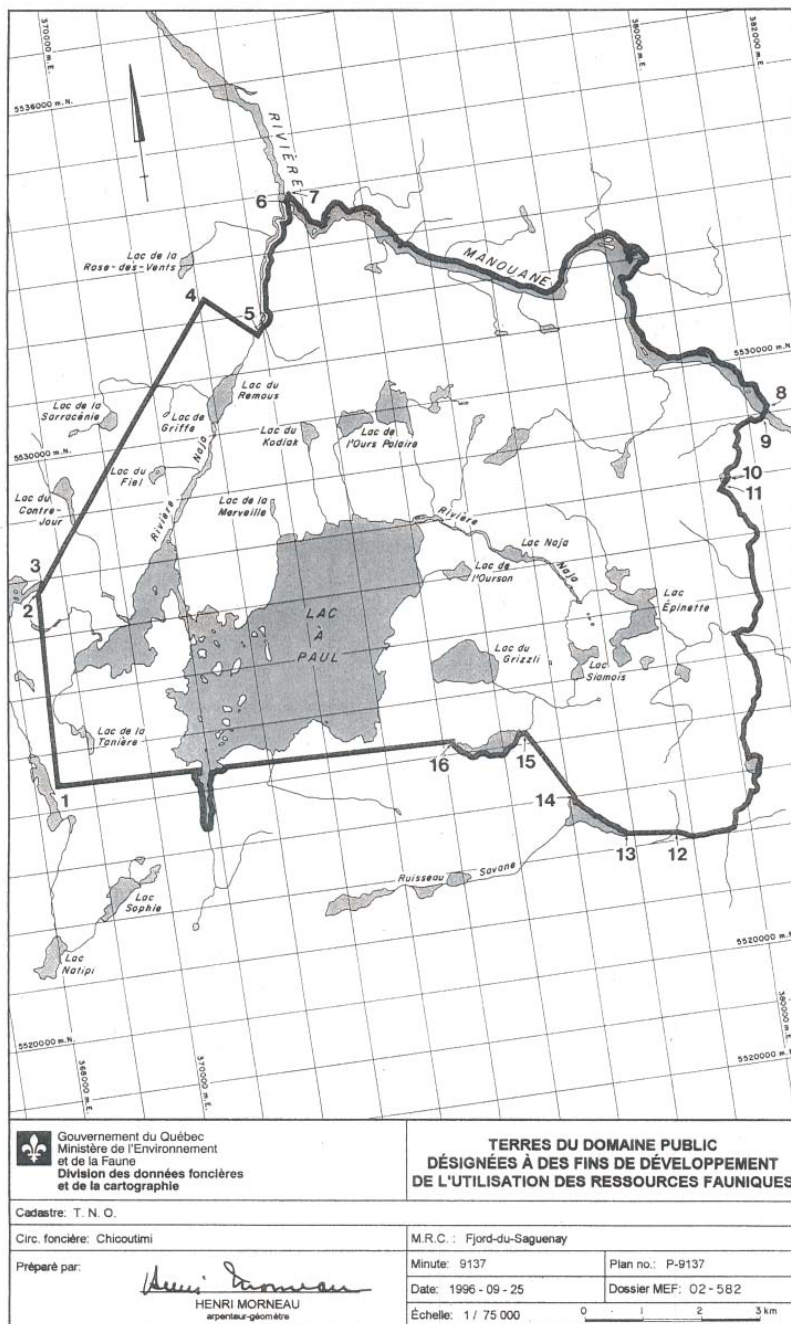 370000 m.E.
380000 m.E.
382000 m.E.
5536000 m.N.
RIVIÈRE
6
7
Lac de la
Rose-des-Vents
MANOUANE
4
5
5530000 m.N.
Lac du
Remous
8
9
Lac de la
Sarracénie
Lac de
Griffe
Lac du
Kodiak
Lac de
l'Ours Polaire
5530000 m.N.
Naja
10
11
Lac du
Fiel
Lac du
Contre-
Jour
Rivière
Lac de la
Merveille
Rivière
Lac Naja
Naja
3
2
Lac de
l'Ourson
Lac
Épinette
LAC
À
PAUL
Lac du
Grizzli
Lac
Siamois
Lac de la
Tanière
16
15
1
14
13
12
Ruisseau Savane
Lac
Sophie
Lac
Natipi
5520000 m.N.
380000 m.E.
5520000 m.N.
5520000 m.N.
368000 m.E.
370000 m.E.
Gouvernement du Québec
Ministère de l'Environnement
et de la Faune
Division des données foncières
et de la cartographie
TERRES DU DOMAINE PUBLIC
DÉSIGNÉES À DES FINS DE DÉVELOPPEMENT
DE L'UTILISATION DES RESSOURCES FAUNIQUES
Cadastre: T. N. O.
Circ. foncière: Chicoutimi
M.R.C. : Fjord-du-Saguenay
Préparé par:
Henri Morneau
HENRI MORNEAU
arpenteur-géomètre
Minute: 9137
Plan no.: P-9137
Date: 1996-09-25
Dossier MEF: 02-582
Échelle: 1 / 75 000
0 1 2 3 km